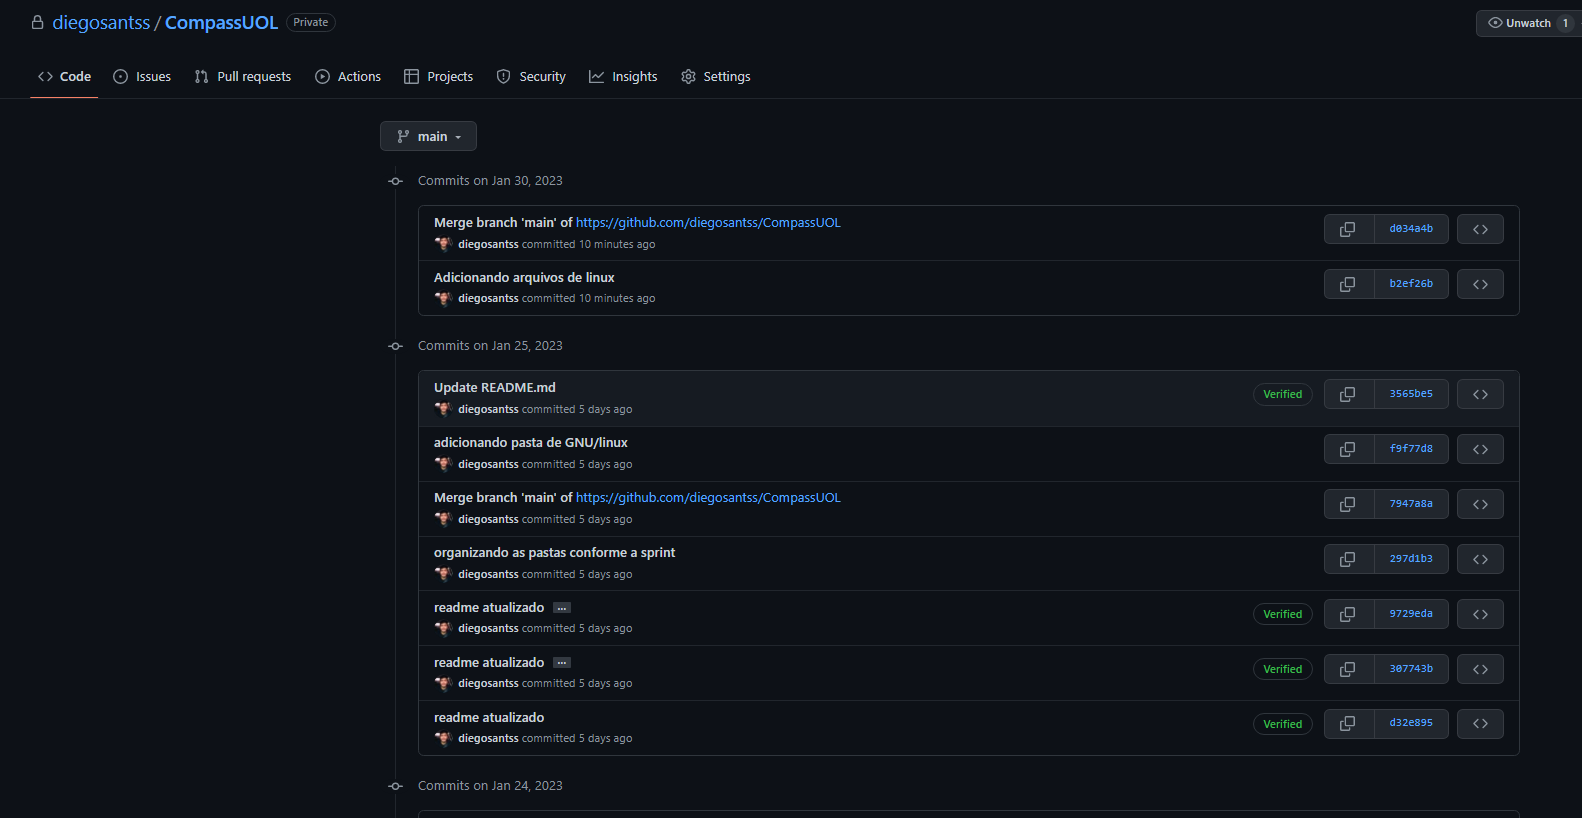 diegosantss / CompassUOL Private
Unwatch 1
Code Issues Pull requests Actions Projects Security Insights Settings
main
Commits on Jan 30, 2023
Merge branch 'main' of https://github.com/diegosantss/CompassUOL
diegosantss committed 10 minutes ago
d034a4b
Adicionando arquivos de linux
diegosantss committed 10 minutes ago
b2ef26b
Commits on Jan 25, 2023
Update README.md
diegosantss committed 5 days ago
Verified
3565be5
adicionando pasta de GNU/linux
diegosantss committed 5 days ago
f9f77d8
Merge branch 'main' of https://github.com/diegosantss/CompassUOL
diegosantss committed 5 days ago
7947a8a
organizando as pastas conforme a sprint
diegosantss committed 5 days ago
297d1b3
readme atualizado ...
diegosantss committed 5 days ago
Verified
9729eda
readme atualizado ...
diegosantss committed 5 days ago
Verified
307743b
readme atualizado
diegosantss committed 5 days ago
Verified
d32e895
Commits on Jan 24, 2023